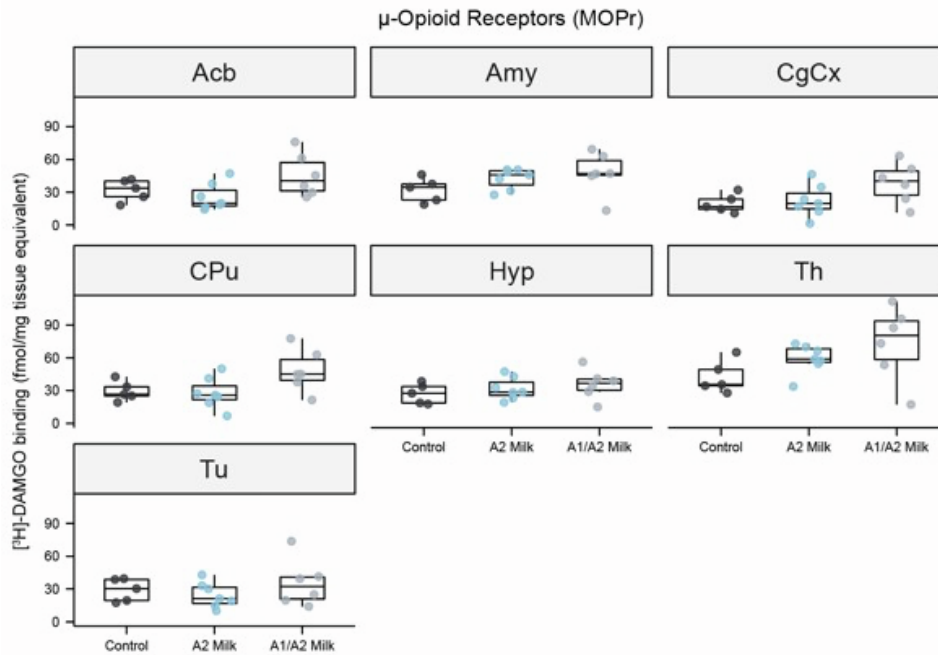 μ-Opioid Receptors (MOPr)
Acb
Amy
CgCx
90
60
30
0
CPu
Hyp
Th
90
60
30
0
Control
A2 Milk
A1/A2 Milk
Control
A2 Milk
A1/A2 Milk
Tu
90
60
30
0
Control
A2 Milk
A1/A2 Milk
[³H]-DAMGO binding (fmol/mg tissue equivalent)